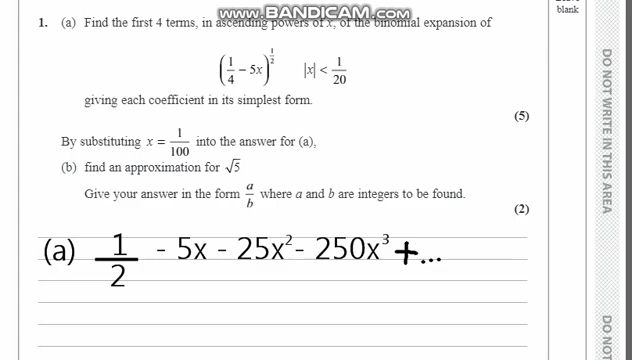 www.BANDICAM.com
blank
1. (a) Find the first 4 terms, in ascending powers of x, of the binomial expansion of
(1/4 − 5x)^(1/2) |x| < 1/20
giving each coefficient in its simplest form.
(5)
By substituting x = 1/100 into the answer for (a),
(b) find an approximation for √5
Give your answer in the form a/b where a and b are integers to be found.
(2)
(a) 1/2 - 5x - 25x² - 250x³ + ...
DO NOT WRITE IN THIS AREA
DO NOT